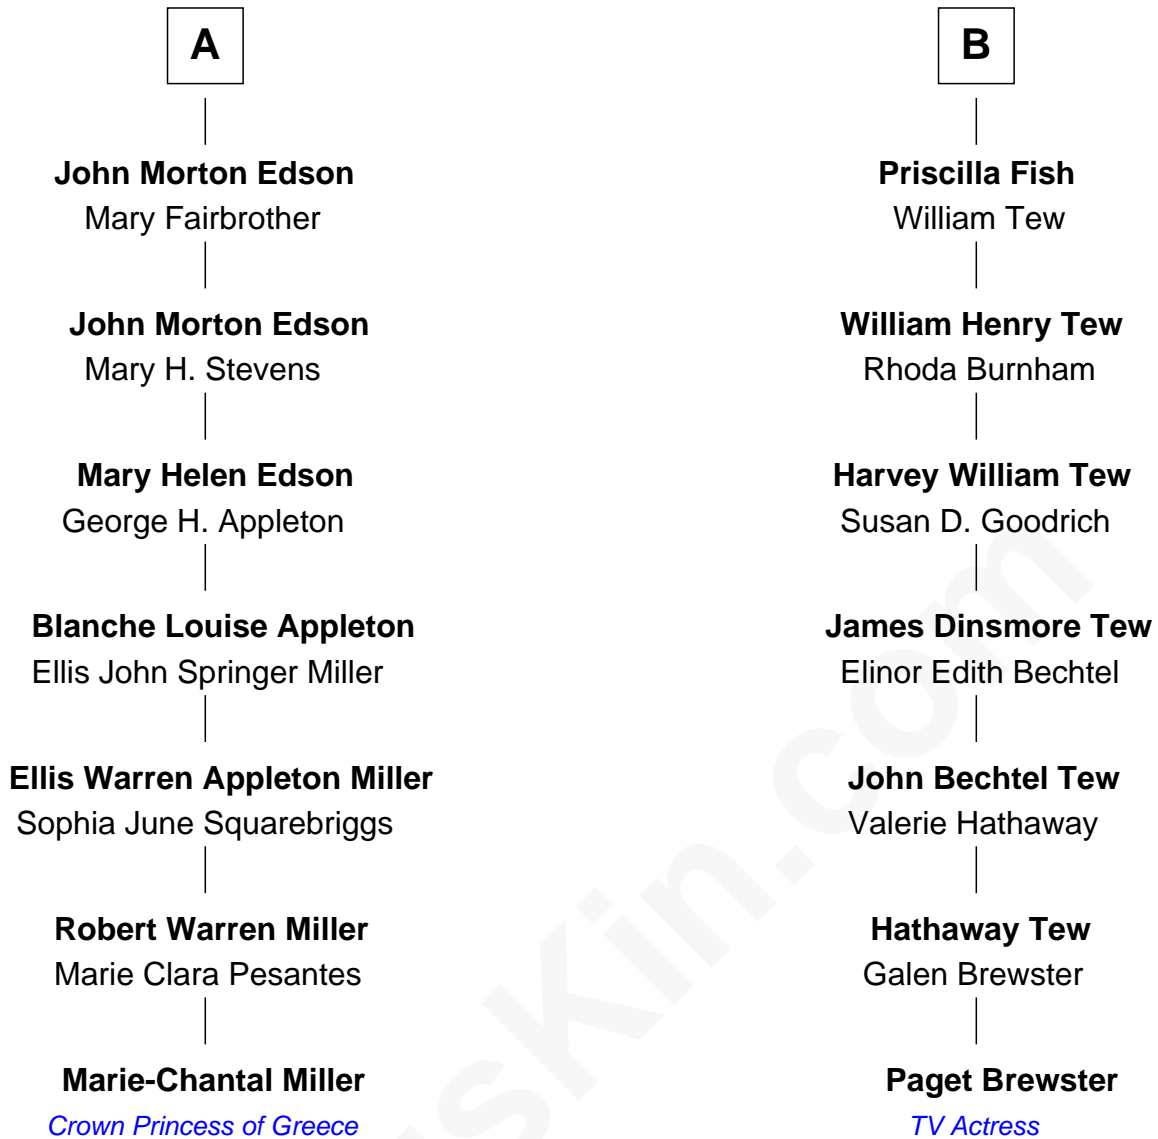 A
John Morton Edson
Mary Fairbrother
John Morton Edson
Mary H. Stevens
Mary Helen Edson
George H. Appleton
Blanche Louise Appleton
Ellis John Springer Miller
Ellis Warren Appleton Miller
Sophia June Squarebriggs
Robert Warren Miller
Marie Clara Pesantes
Marie-Chantal Miller
Crown Princess of Greece
B
Priscilla Fish
William Tew
William Henry Tew
Rhoda Burnham
Harvey William Tew
Susan D. Goodrich
James Dinsmore Tew
Elinor Edith Bechtel
John Bechtel Tew
Valerie Hathaway
Hathaway Tew
Galen Brewster
Paget Brewster
TV Actress